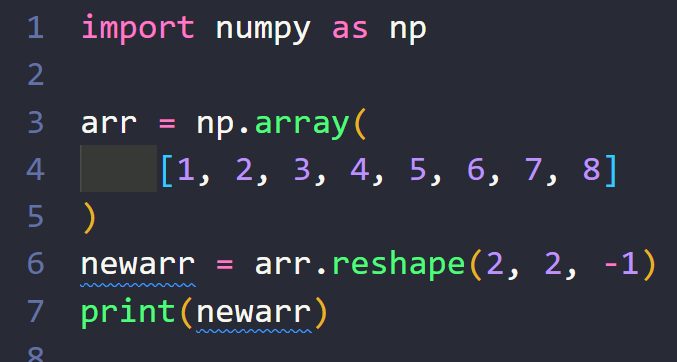 1 import numpy as np
2
3 arr = np.array(
4     [1, 2, 3, 4, 5, 6, 7, 8]
5 )
6 newarr = arr.reshape(2, 2, -1)
7 print(newarr)
8